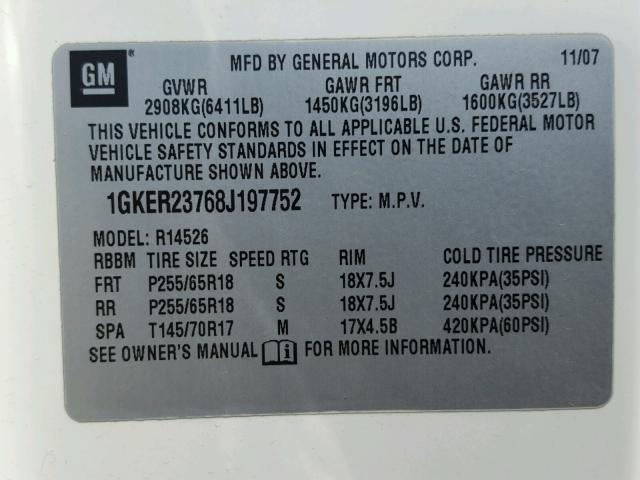 GM ® MFD BY GENERAL MOTORS CORP. 11/07
GVWR GAWR FRT GAWR RR
2908KG(6411LB) 1450KG(3196LB) 1600KG(3527LB)
THIS VEHICLE CONFORMS TO ALL APPLICABLE U.S. FEDERAL MOTOR
VEHICLE SAFETY STANDARDS IN EFFECT ON THE DATE OF
MANUFACTURE SHOWN ABOVE.
1GKER23768J197752 TYPE: M.P.V.
MODEL: R14526
RBBM TIRE SIZE SPEED RTG RIM COLD TIRE PRESSURE
FRT P255/65R18 S 18X7.5J 240KPA(35PSI)
RR P255/65R18 S 18X7.5J 240KPA(35PSI)
SPA T145/70R17 M 17X4.5B 420KPA(60PSI)
SEE OWNER'S MANUAL i FOR MORE INFORMATION.